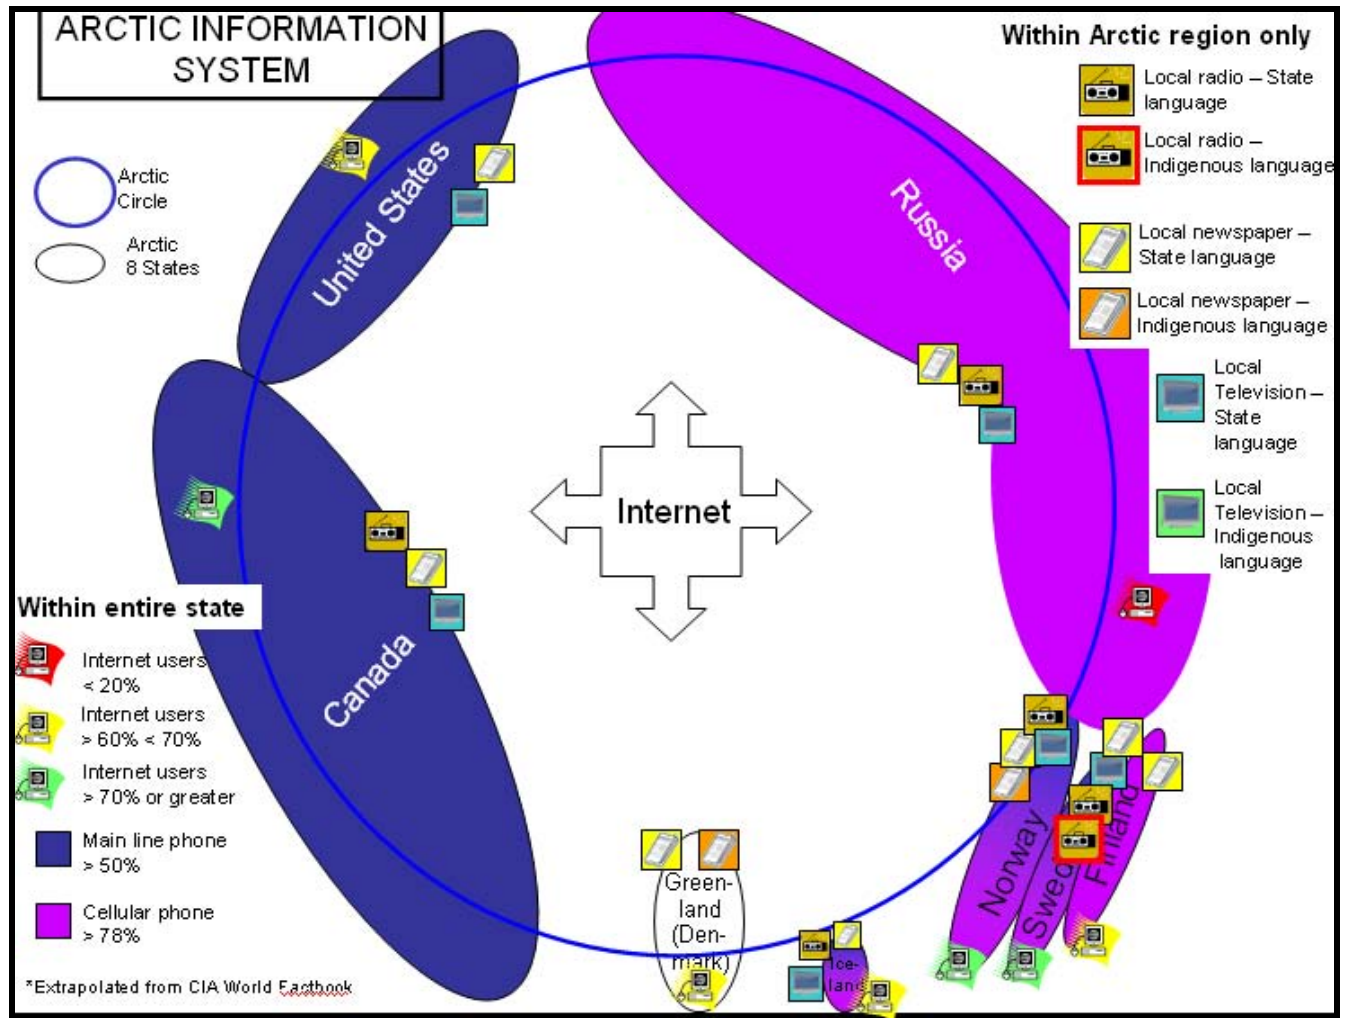 ARCTIC INFORMATION
SYSTEM
Arctic
Circle
Arctic
8 States
United States
Russia
Canada
Internet
Green-
land
(Den-
mark)
Ice-
land
Norway
Swed
Finland
Within Arctic region only
Local radio – State
language
Local radio –
Indigenous language
Local newspaper –
State language
Local newspaper –
Indigenous language
Local
Television –
State
language
Local
Television –
Indigenous
language
Within entire state
Internet users
< 20%
Internet users
> 60% < 70%
Internet users
> 70% or greater
Main line phone
> 50%
Cellular phone
> 78%
*Extrapolated from CIA World Factbook